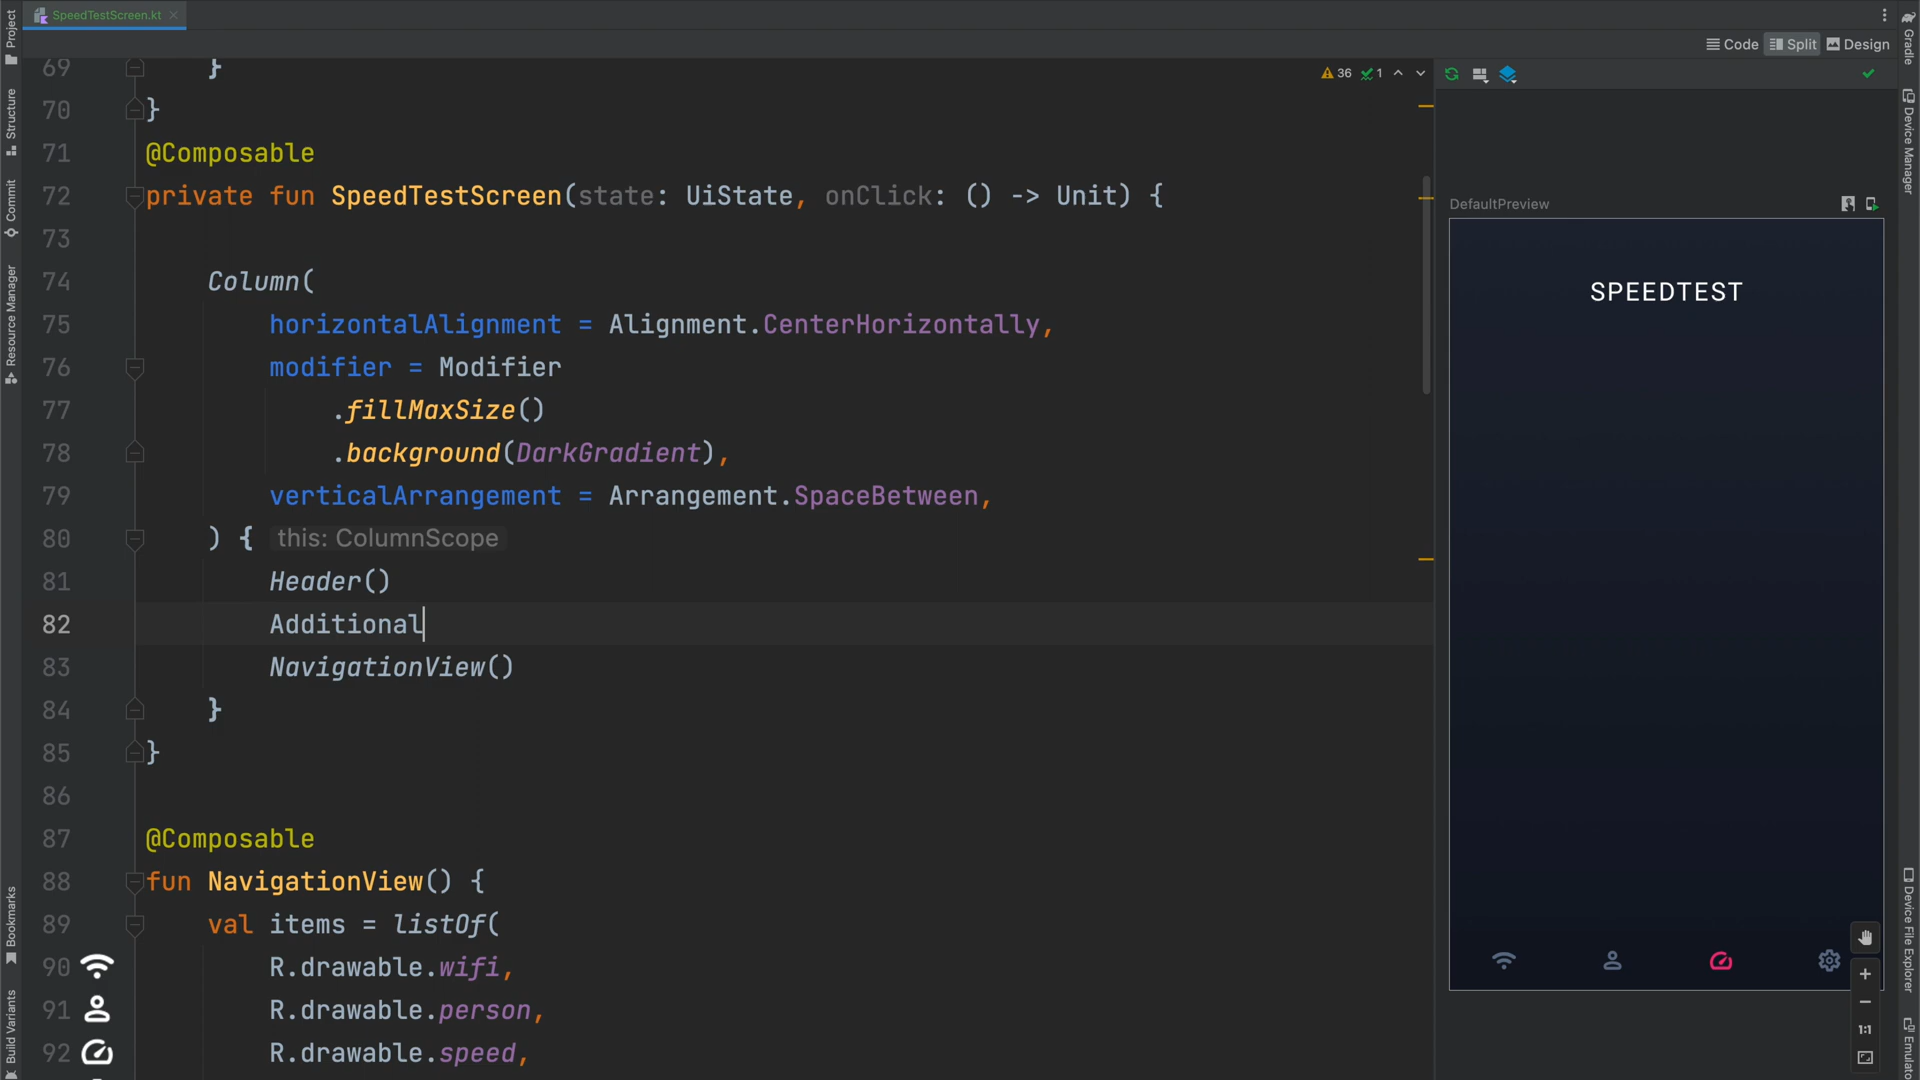 SpeedTestScreen.kt
Code Split Design
36 1
69 }
70 }
71 @Composable
72 private fun SpeedTestScreen(state: UiState, onClick: () -> Unit) {
73
74 Column(
75 horizontalAlignment = Alignment.CenterHorizontally,
76 modifier = Modifier
77 .fillMaxSize()
78 .background(DarkGradient),
79 verticalArrangement = Arrangement.SpaceBetween,
80 ) { this: ColumnScope
81 Header()
82 Additional
83 NavigationView()
84 }
85 }
86
87 @Composable
88 fun NavigationView() {
89 val items = listOf(
90 R.drawable.wifi,
91 R.drawable.person,
92 R.drawable.speed,
Project
Structure
Commit
Resource Manager
Bookmarks
Build Variants
DefaultPreview
SPEEDTEST
1:1
Gradle
Device Manager
Device File Explorer
Emulato